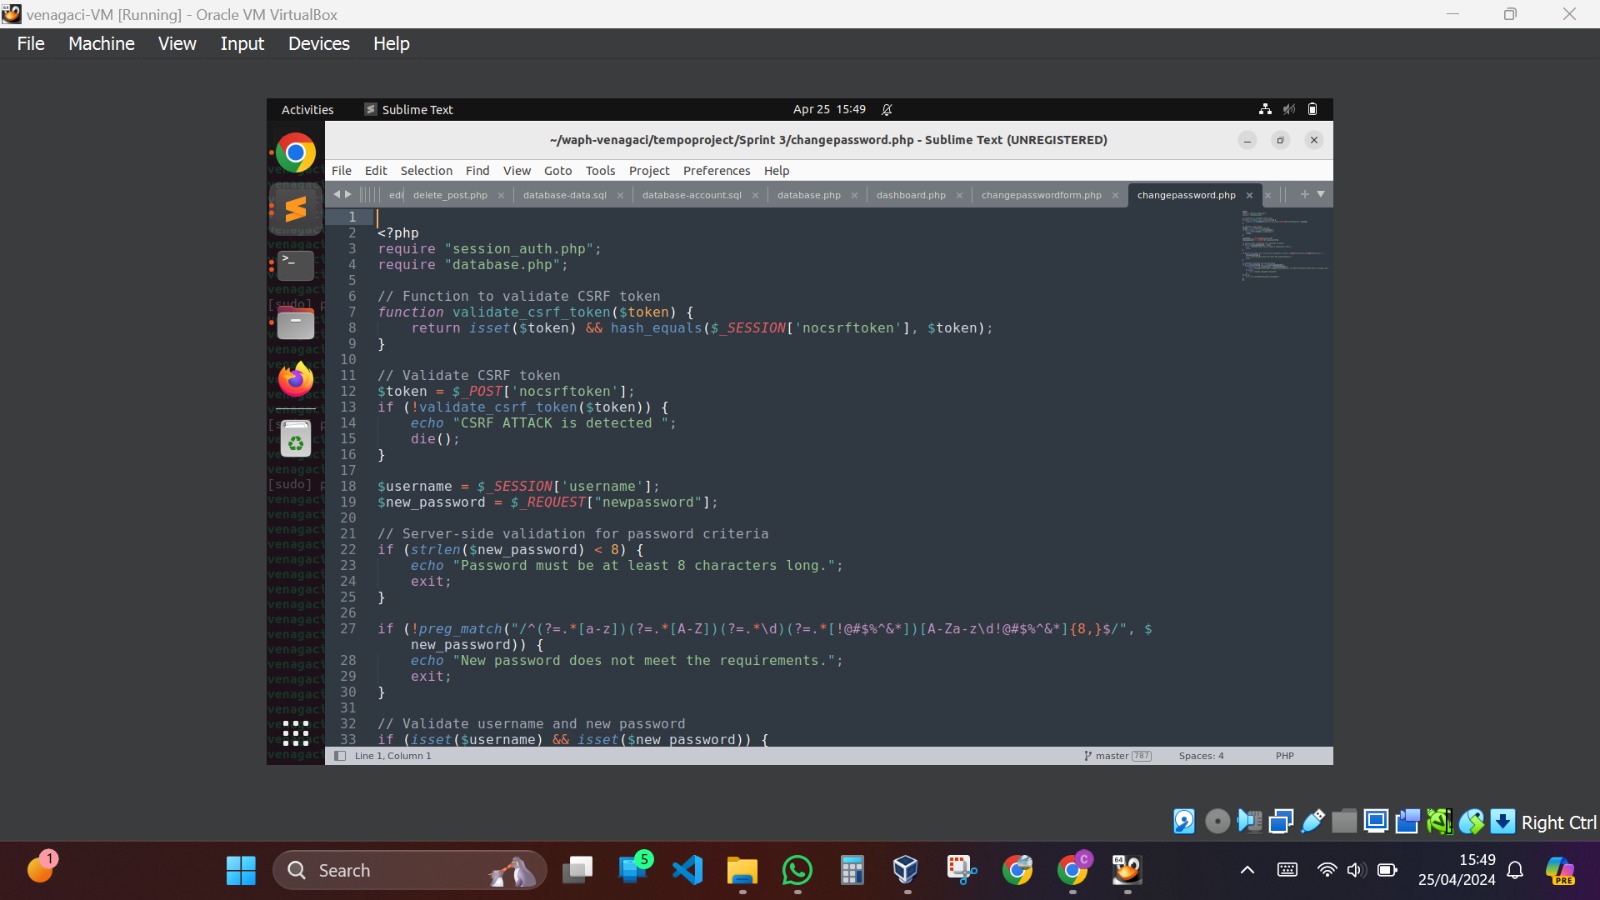 venagaci-VM [Running] - Oracle VM VirtualBox
File Machine View Input Devices Help
Activities Sublime Text Apr 25 15:49
~/waph-venagaci/tempoproject/Sprint 3/changepassword.php - Sublime Text (UNREGISTERED)
File Edit Selection Find View Goto Tools Project Preferences Help
edi delete_post.php database-data.sql database-account.sql database.php dashboard.php changepasswordform.php changepassword.php
1
2 <?php
3 require "session_auth.php";
4 require "database.php";
5
6 // Function to validate CSRF token
7 function validate_csrf_token($token) {
8 return isset($token) && hash_equals($_SESSION['nocsrftoken'], $token);
9 }
10
11 // Validate CSRF token
12 $token = $_POST['nocsrftoken'];
13 if (!validate_csrf_token($token)) {
14 echo "CSRF ATTACK is detected ";
15 die();
16 }
17
18 $username = $_SESSION['username'];
19 $new_password = $_REQUEST["newpassword"];
20
21 // Server-side validation for password criteria
22 if (strlen($new_password) < 8) {
23 echo "Password must be at least 8 characters long.";
24 exit;
25 }
26
27 if (!preg_match("/^(?=.*[a-z])(?=.*[A-Z])(?=.*\d)(?=.*[!@#$%^&*])[A-Za-z\d!@#$%^&*]{8,}$/", $
new_password)) {
28 echo "New password does not meet the requirements.";
29 exit;
30 }
31
32 // Validate username and new password
33 if (isset($username) && isset($new_password)) {
Line 1, Column 1 master 787 Spaces: 4 PHP
Right Ctrl
1 Search 5 C 64 15:49 PRE
25/04/2024